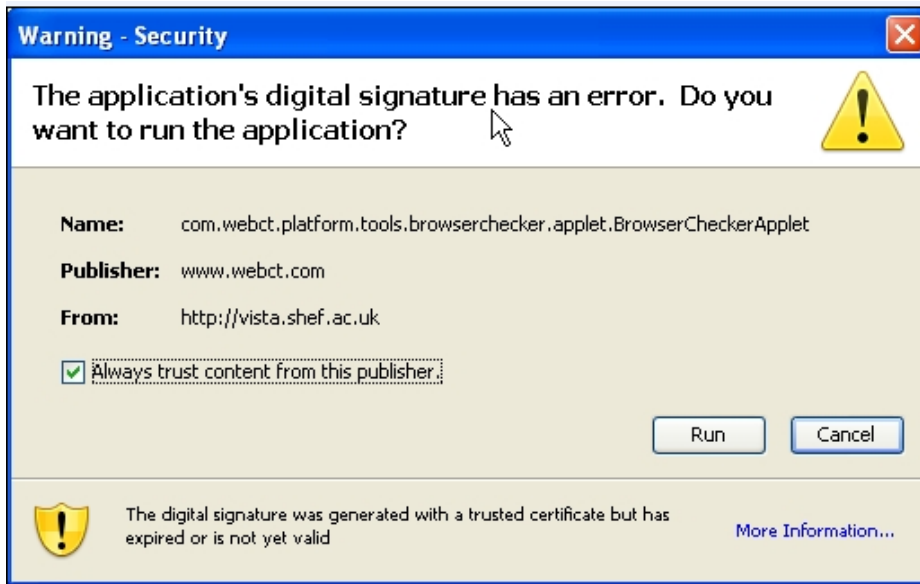 Warning - Security
The application's digital signature has an error. Do you
want to run the application?
Name: com.webct.platform.tools.browserchecker.applet.BrowserCheckerApplet
Publisher: www.webct.com
From: http://vista.shef.ac.uk
Always trust content from this publisher.
Run Cancel
The digital signature was generated with a trusted certificate but has
expired or is not yet valid
More Information...